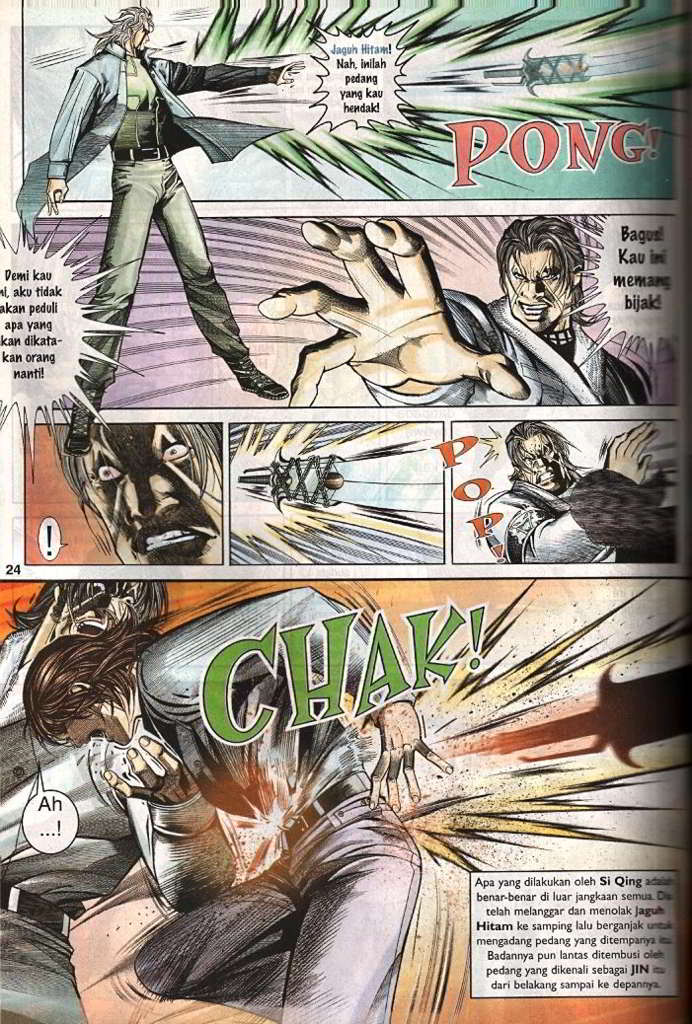 Jaguh Hitam!
Nah, inilah
pedang
yang kau
hendak!
PONG!
Demi kau
ni, aku tidak
akan peduli
apa yang
kan dikata-
kan orang
nanti!
Bagus!
Kau ini
memang
bijak!
!
POP!
24
CHAK!
Ah
...!
Apa yang dilakukan oleh Si Qing adalah
benar-benar di luar jangkaan semua. Dia
telah melanggar dan menolak Jaguh
Hitam ke samping lalu berganjak untuk
mengadang pedang yang ditempanya itu.
Badannya pun lantas ditembusi oleh
pedang yang dikenali sebagai JIN itu
dari belakang sampai ke depannya.